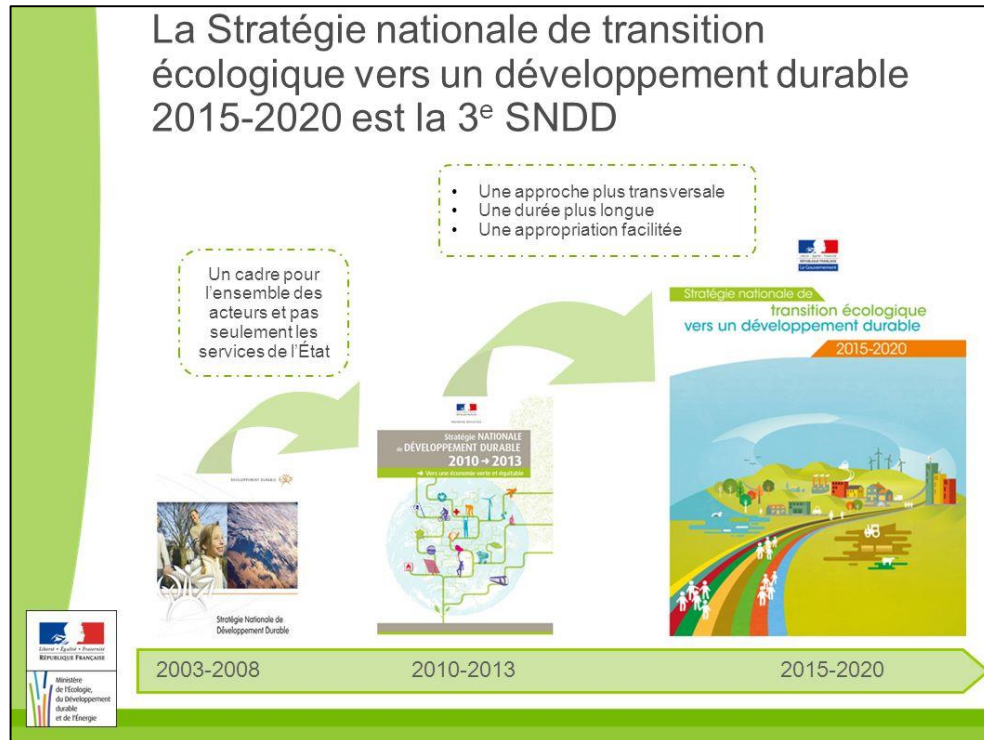 La Stratégie nationale de transition
écologique vers un développement durable
2015-2020 est la 3e SNDD
• Une approche plus transversale
• Une durée plus longue
• Une appropriation facilitée
Un cadre pour
l'ensemble des
acteurs et pas
seulement les
services de l'État
RÉPUBLIQUE FRANÇAISE
Le Gouvernement
Stratégie nationale de
transition écologique
vers un développement durable
2015-2020
Stratégie NATIONALE
de DÉVELOPPEMENT DURABLE
2010 → 2013
➔ Vers une économie verte et équitable
DÉVELOPPEMENT DURABLE
Stratégie Nationale de
Développement Durable
Liberté • Égalité • Fraternité
RÉPUBLIQUE FRANÇAISE
Ministère
de l'Écologie,
du Développement
durable
et de l'Énergie
2003-2008
2010-2013
2015-2020